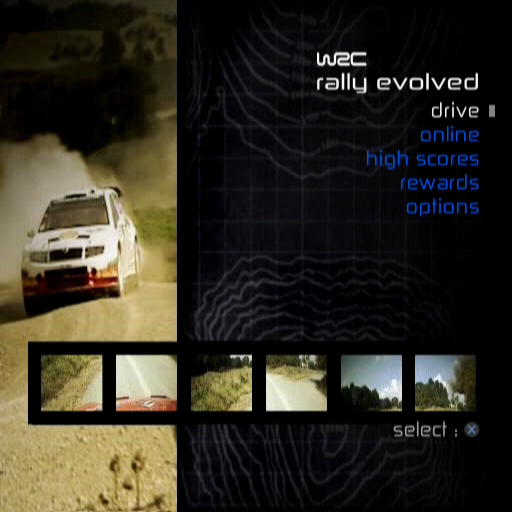 WRC
rally evolved
drive
online
high scores
rewards
options
select :